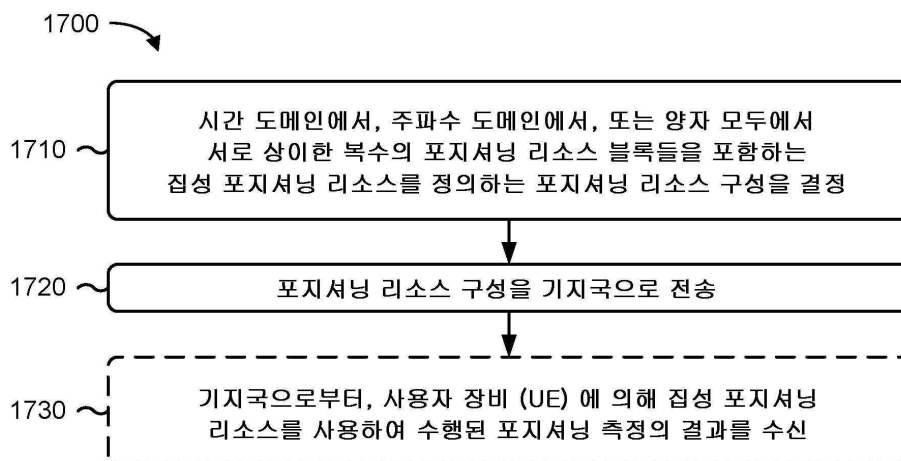 1700
1710
시간 도메인에서, 주파수 도메인에서, 또는 양자 모두에서
서로 상이한 복수의 포지셔닝 리소스 블록들을 포함하는
집성 포지셔닝 리소스를 정의하는 포지셔닝 리소스 구성을 결정
1720
포지셔닝 리소스 구성을 기지국으로 전송
1730
기지국으로부터, 사용자 장비 (UE) 에 의해 집성 포지셔닝
리소스를 사용하여 수행된 포지셔닝 측정의 결과를 수신